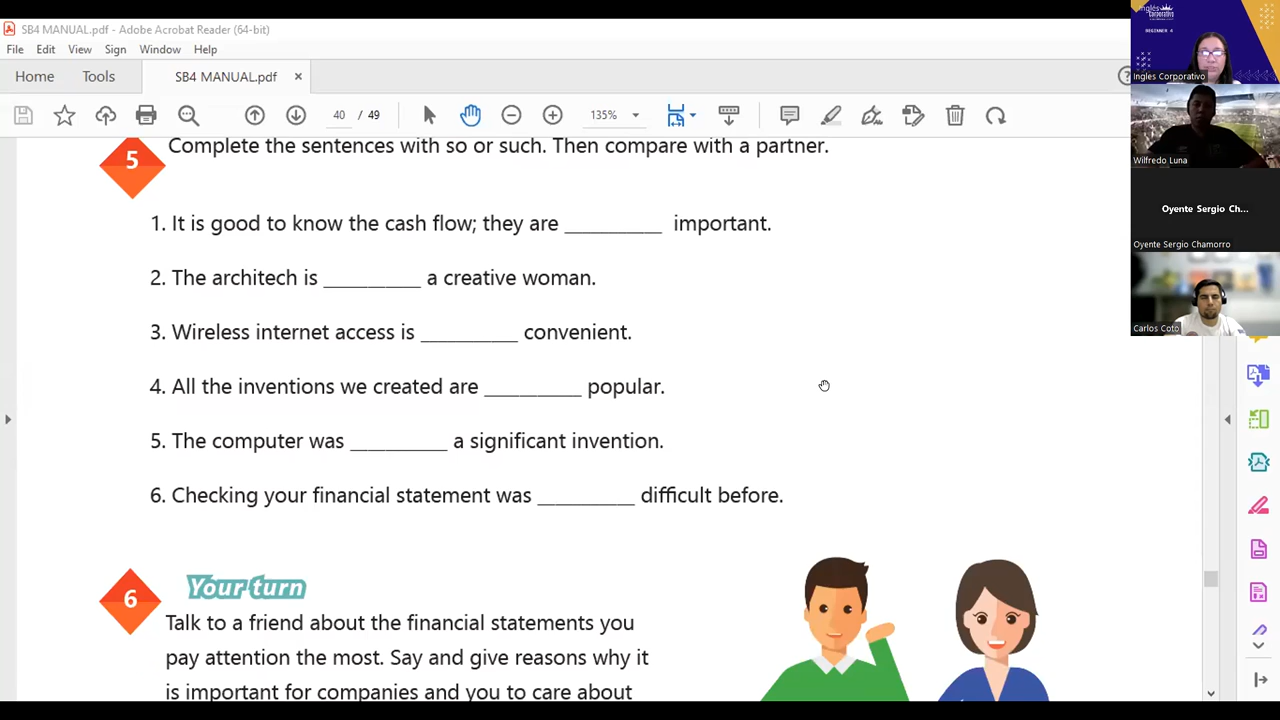 SB4 MANUAL.pdf - Adobe Acrobat Reader (64-bit)
File Edit View Sign Window Help
Home Tools SB4 MANUAL.pdf ×
40 / 49 135%
5 Complete the sentences with so or such. Then compare with a partner.
1. It is good to know the cash flow; they are __________ important.
2. The architech is __________ a creative woman.
3. Wireless internet access is __________ convenient.
4. All the inventions we created are __________ popular.
5. The computer was __________ a significant invention.
6. Checking your financial statement was __________ difficult before.
6 Your turn
Talk to a friend about the financial statements you
pay attention the most. Say and give reasons why it
is important for companies and you to care about
Inglés
corporativo
BEGINNER 4
Ingles Corporativo
Wilfredo Luna
Oyente Sergio Ch...
Oyente Sergio Chamorro
Carlos Coto